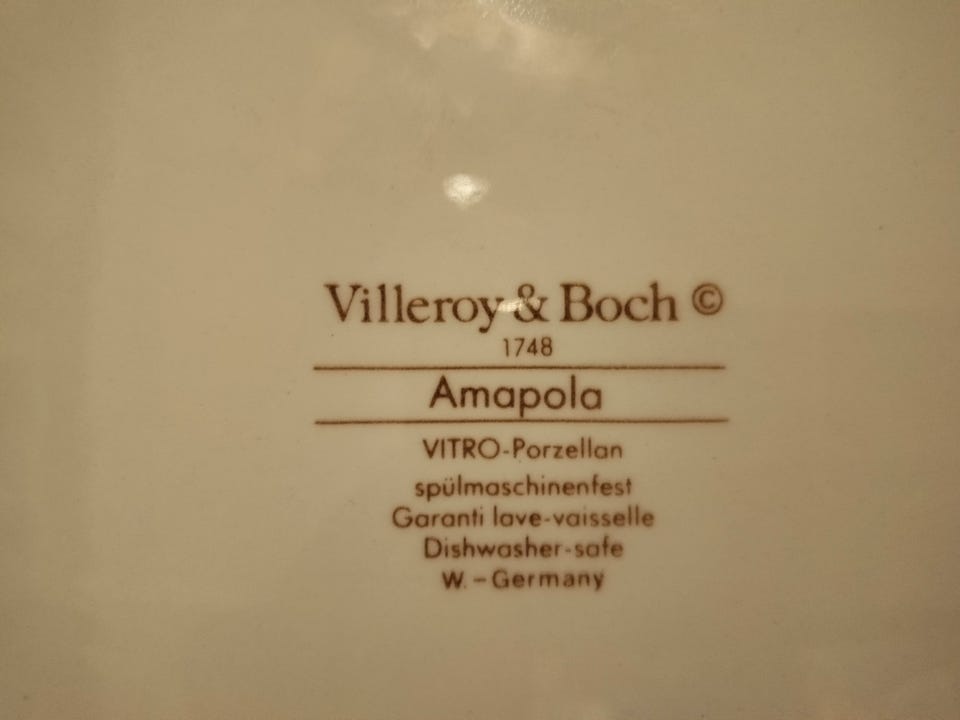 Villeroy & Boch ©
1748
Amapola
VITRO-Porzellan
spülmaschinenfest
Garanti lave-vaisselle
Dishwasher-safe
W.-Germany